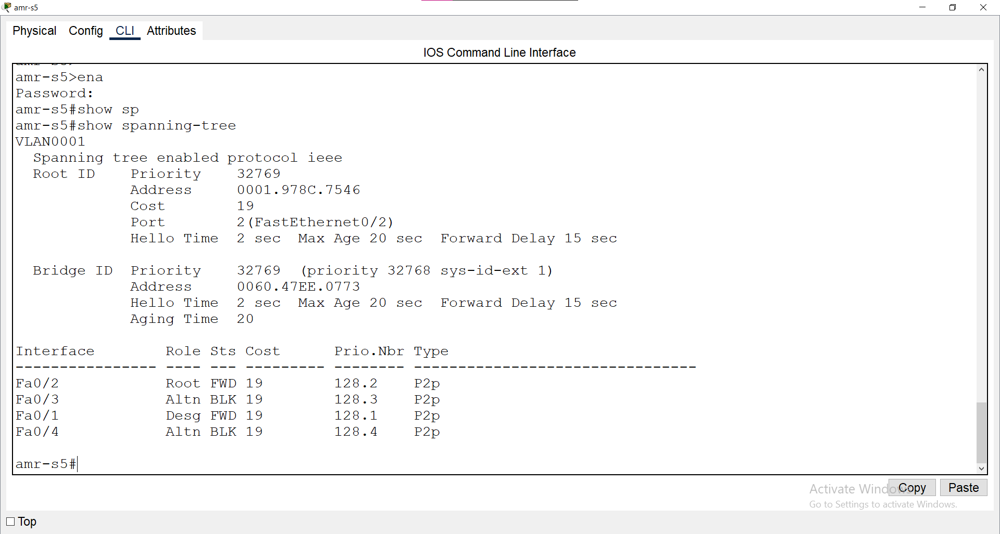 amr-s5
Physical Config CLI Attributes
IOS Command Line Interface
amr-s5>ena
Password:
amr-s5#show sp
amr-s5#show spanning-tree
VLAN0001
  Spanning tree enabled protocol ieee
  Root ID    Priority    32769
             Address     0001.978C.7546
             Cost        19
             Port        2(FastEthernet0/2)
             Hello Time  2 sec  Max Age 20 sec  Forward Delay 15 sec
  Bridge ID  Priority    32769  (priority 32768 sys-id-ext 1)
             Address     0060.47EE.0773
             Hello Time  2 sec  Max Age 20 sec  Forward Delay 15 sec
             Aging Time  20
Interface        Role Sts Cost      Prio.Nbr Type
---------------- ---- --- --------- -------- --------------------------------
Fa0/2            Root FWD 19        128.2    P2p
Fa0/3            Altn BLK 19        128.3    P2p
Fa0/1            Desg FWD 19        128.1    P2p
Fa0/4            Altn BLK 19        128.4    P2p
amr-s5#
Copy Paste
Activate Windows
Go to Settings to activate Windows.
Top